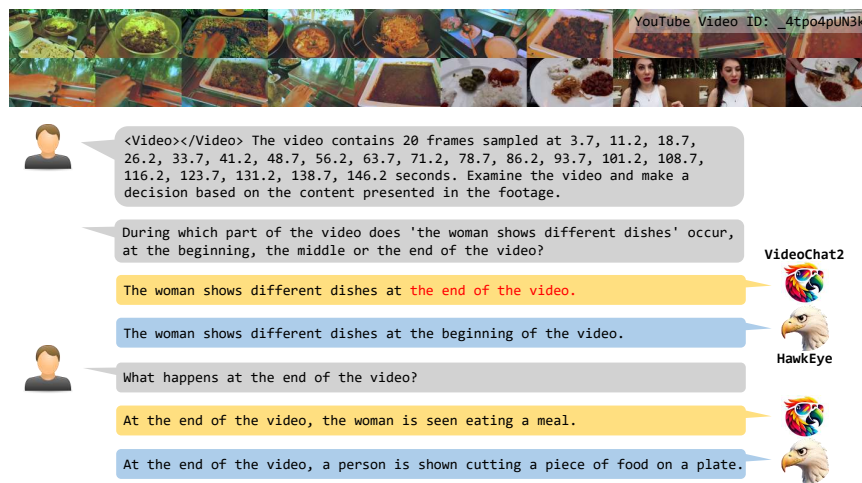 YouTube Video ID: _4tpo4pUN3k
<Video></Video> The video contains 20 frames sampled at 3.7, 11.2, 18.7,
26.2, 33.7, 41.2, 48.7, 56.2, 63.7, 71.2, 78.7, 86.2, 93.7, 101.2, 108.7,
116.2, 123.7, 131.2, 138.7, 146.2 seconds. Examine the video and make a
decision based on the content presented in the footage.
During which part of the video does 'the woman shows different dishes' occur,
at the beginning, the middle or the end of the video?
VideoChat2
The woman shows different dishes at the end of the video.
The woman shows different dishes at the beginning of the video.
HawkEye
What happens at the end of the video?
At the end of the video, the woman is seen eating a meal.
At the end of the video, a person is shown cutting a piece of food on a plate.